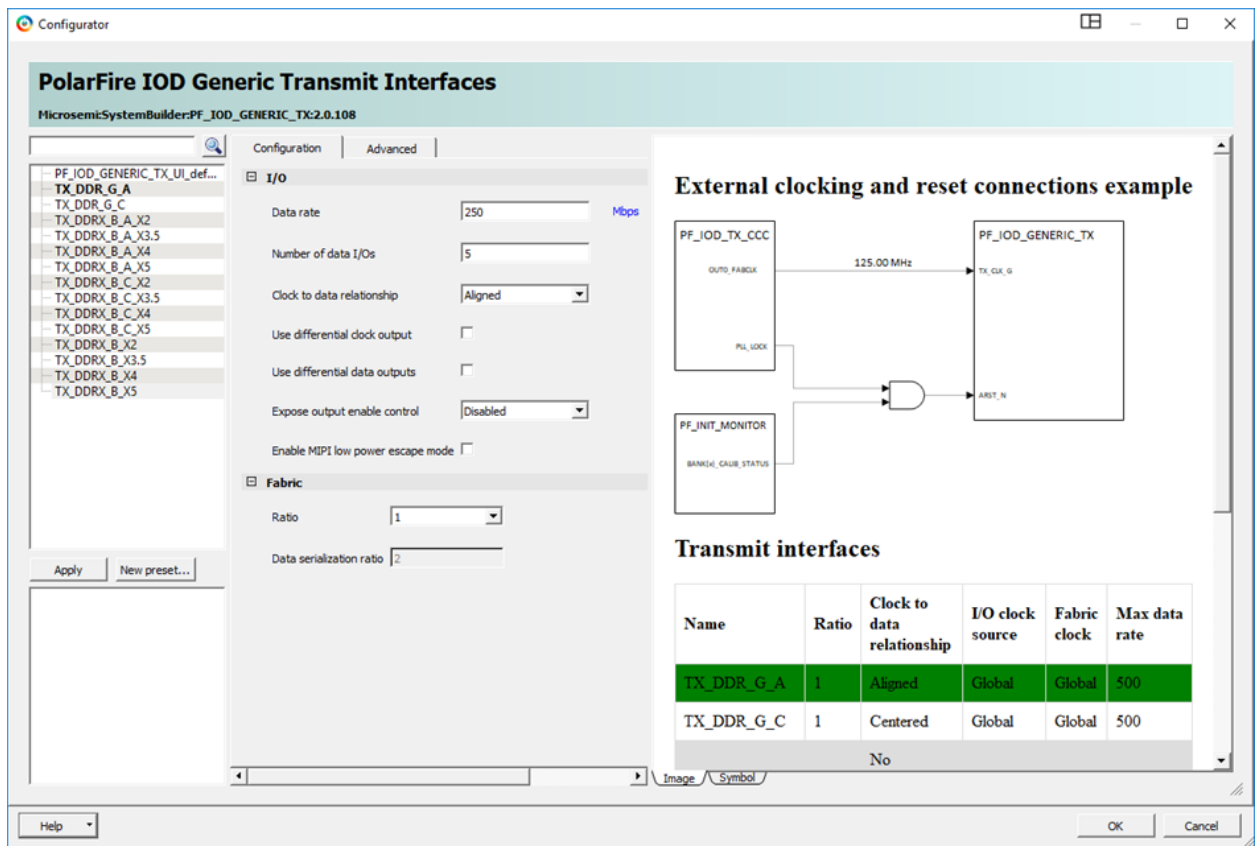 Configurator
PolarFire IOD Generic Transmit Interfaces
Microsemi:SystemBuilder:PF_IOD_GENERIC_TX:2.0.108
PF_IOD_GENERIC_TX_UI_def...
TX_DDR_G_A
TX_DDR_G_C
TX_DDRX_B_A_X2
TX_DDRX_B_A_X3.5
TX_DDRX_B_A_X4
TX_DDRX_B_A_X5
TX_DDRX_B_C_X2
TX_DDRX_B_C_X3.5
TX_DDRX_B_C_X4
TX_DDRX_B_C_X5
TX_DDRX_B_X2
TX_DDRX_B_X3.5
TX_DDRX_B_X4
TX_DDRX_B_X5
Apply New preset...
Configuration Advanced
I/O
Data rate 250 Mbps
Number of data I/Os 5
Clock to data relationship Aligned
Use differential clock output
Use differential data outputs
Expose output enable control Disabled
Enable MIPI low power escape mode
Fabric
Ratio 1
Data serialization ratio 2
External clocking and reset connections example
PF_IOD_TX_CCC PF_IOD_GENERIC_TX
OUT0_FABCLK 125.00 MHz TX_CLK_G
PLL_LOCK
ARST_N
PF_INIT_MONITOR
BANK(x)_CALIB_STATUS
Transmit interfaces
Name Ratio Clock to data relationship I/O clock source Fabric clock Max data rate
TX_DDR_G_A 1 Aligned Global Global 500
TX_DDR_G_C 1 Centered Global Global 500
No
Image Symbol
Help OK Cancel